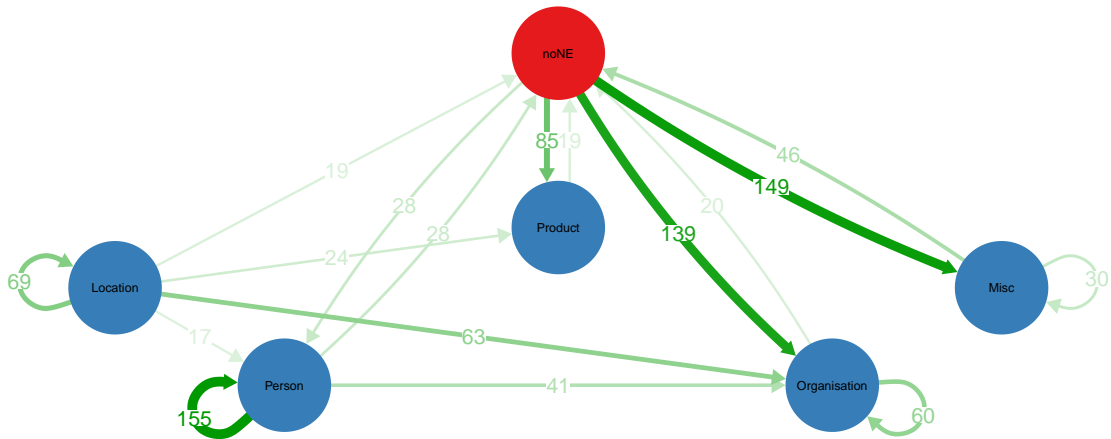 noNE
85
19
46
19
149
28
20
Product
28
139
24
69
Location
Misc
30
17
63
Person
41
Organisation
155
60